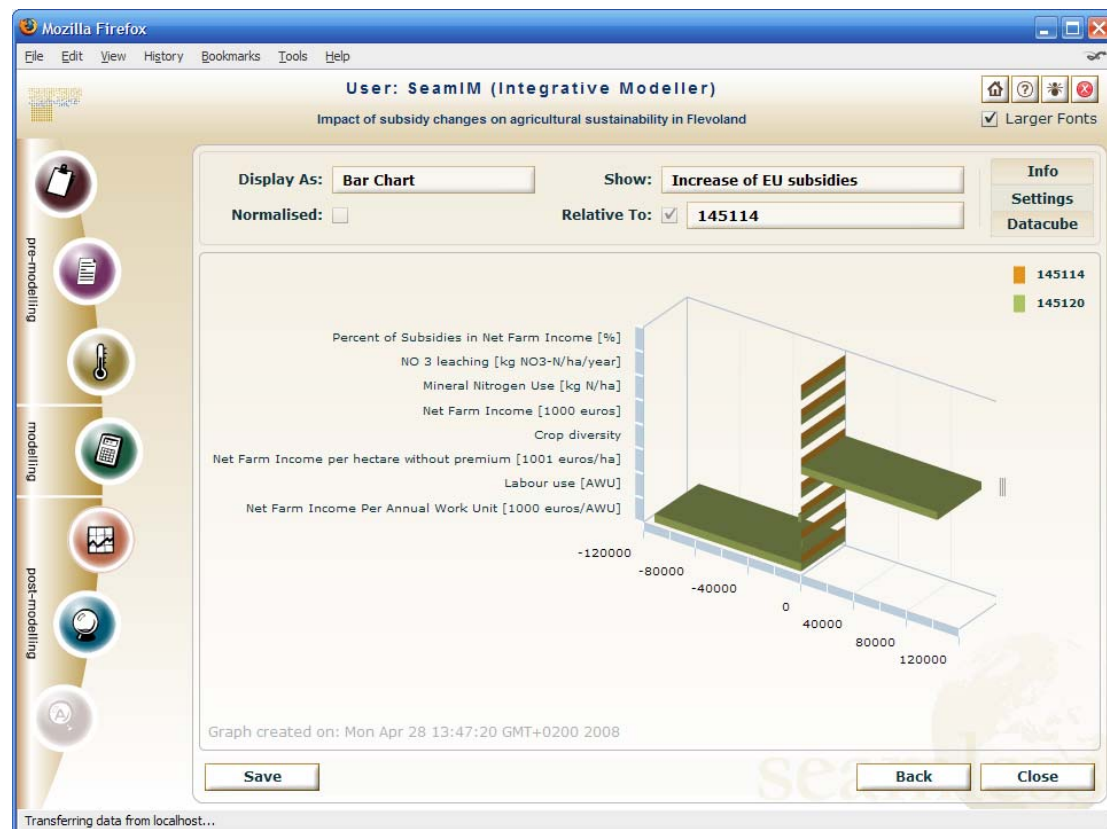 Mozilla Firefox
File Edit View History Bookmarks Tools Help
User: SeamIM (Integrative Modeller)
Impact of subsidy changes on agricultural sustainability in Flevoland
Larger Fonts
Display As: Bar Chart Show: Increase of EU subsidies
Normalised: Relative To: 145114
Info
Settings
Datacube
pre-modelling
modelling
post-modelling
145114
145120
Percent of Subsidies in Net Farm Income [%]
NO 3 leaching [kg NO3-N/ha/year]
Mineral Nitrogen Use [kg N/ha]
Net Farm Income [1000 euros]
Crop diversity
Net Farm Income per hectare without premium [1001 euros/ha]
Labour use [AWU]
Net Farm Income Per Annual Work Unit [1000 euros/AWU]
-120000
-80000
-40000
0
40000
80000
120000
Graph created on: Mon Apr 28 13:47:20 GMT+0200 2008
seamless
Save Back Close
Transferring data from localhost...